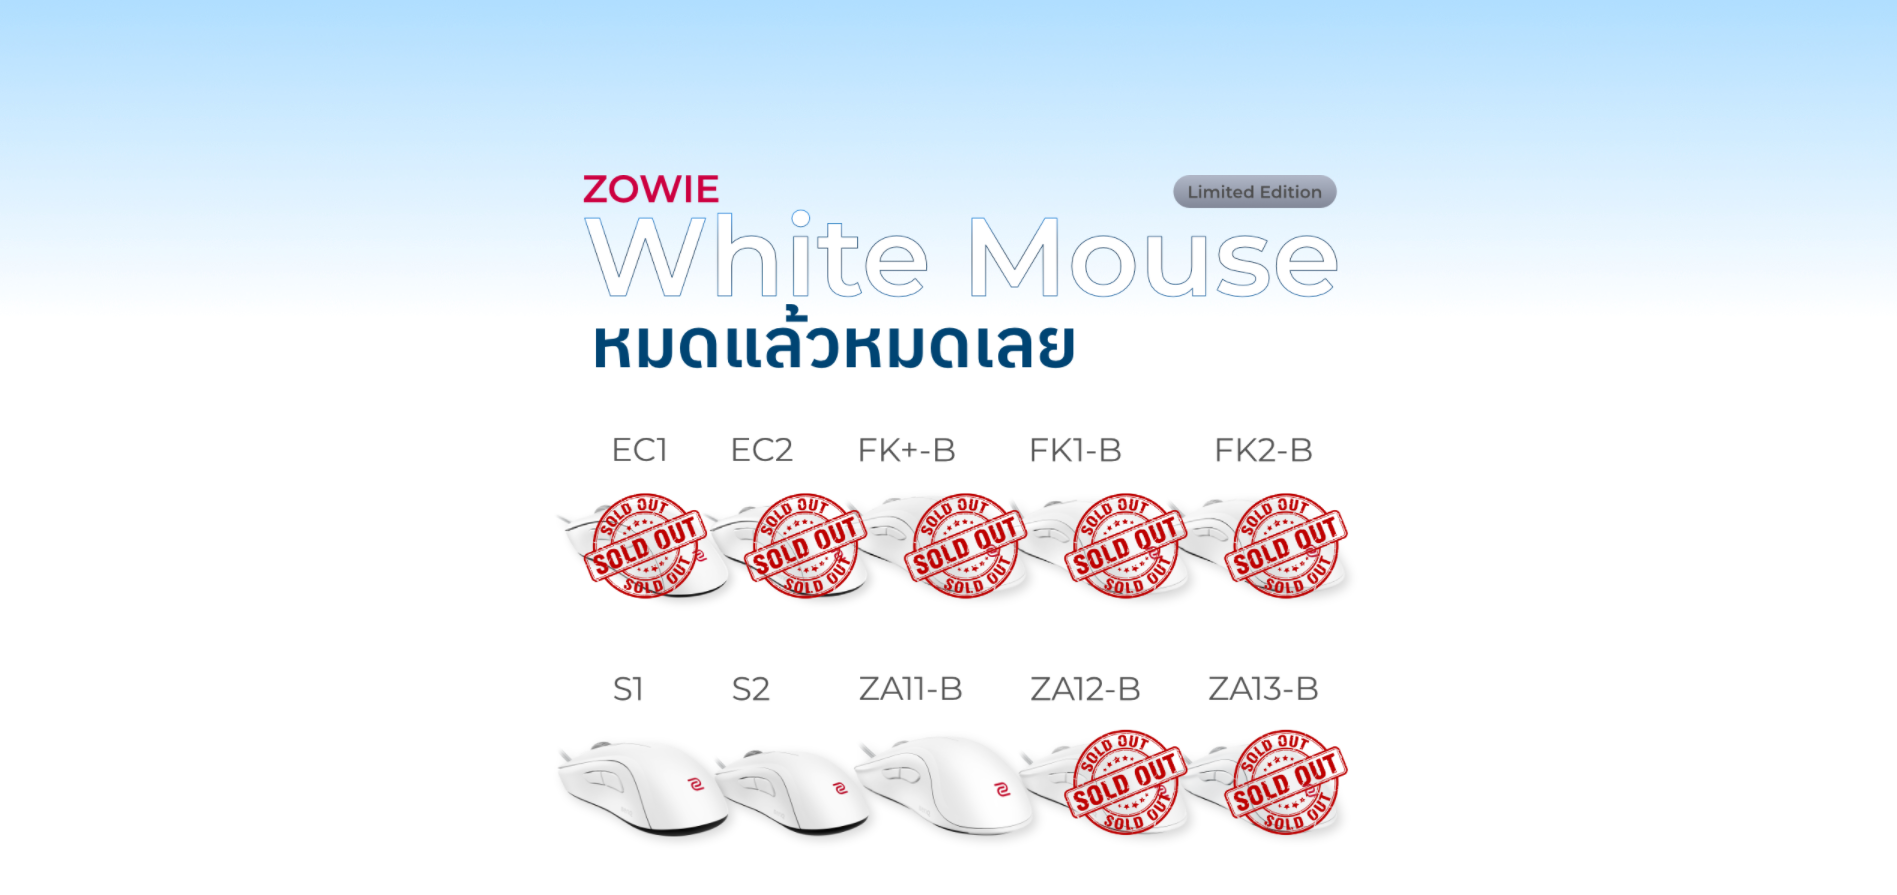 ZOWIE
Limited Edition
White Mouse
หมดแล้วหมดเลย
EC1 EC2 FK+-B FK1-B FK2-B
SOLD OUT SOLD OUT SOLD OUT SOLD OUT SOLD OUT
SOLD OUT SOLD OUT SOLD OUT SOLD OUT SOLD OUT
SOLD OUT SOLD OUT SOLD OUT SOLD OUT SOLD OUT
S1 S2 ZA11-B ZA12-B ZA13-B
SOLD OUT SOLD OUT
SOLD OUT SOLD OUT
SOLD OUT SOLD OUT